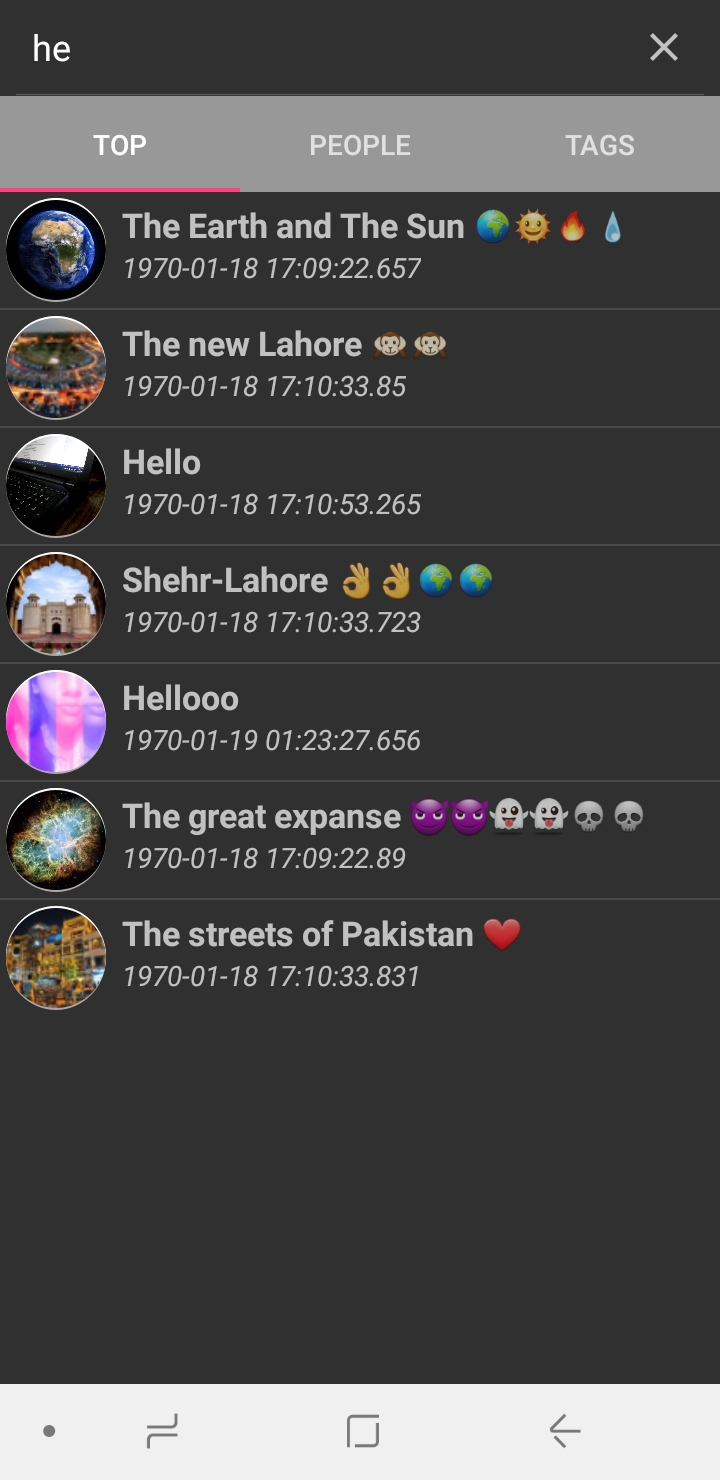 he
TOP PEOPLE TAGS
The Earth and The Sun 🌍🌞🔥💧
1970-01-18 17:09:22.657
The new Lahore 🙊🙊
1970-01-18 17:10:33.85
Hello
1970-01-18 17:10:53.265
Shehr-Lahore 👌👌🌍🌍
1970-01-18 17:10:33.723
Hellooo
1970-01-19 01:23:27.656
The great expanse 😈😈👻👻💀💀
1970-01-18 17:09:22.89
The streets of Pakistan ❤️
1970-01-18 17:10:33.831